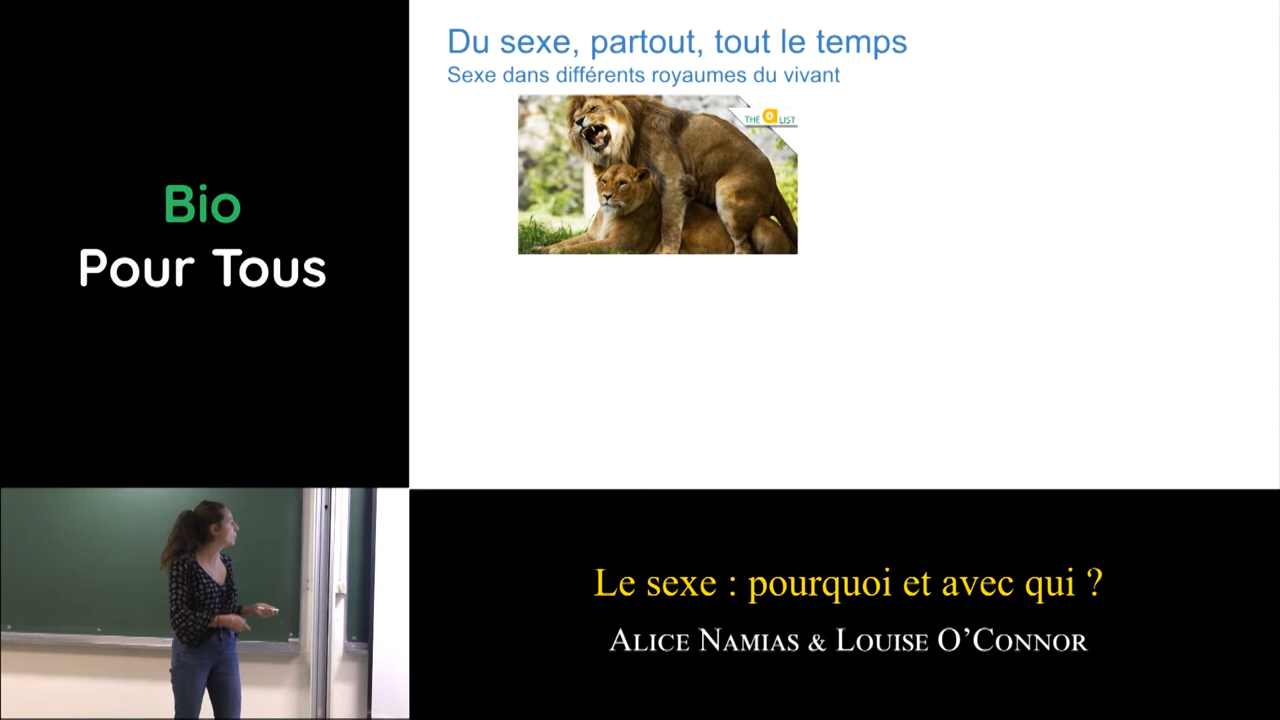 Du sexe, partout, tout le temps
Sexe dans différents royaumes du vivant
THE a LIST
Bio
Pour Tous
Le sexe : pourquoi et avec qui ?
ALICE NAMIAS & LOUISE O'CONNOR